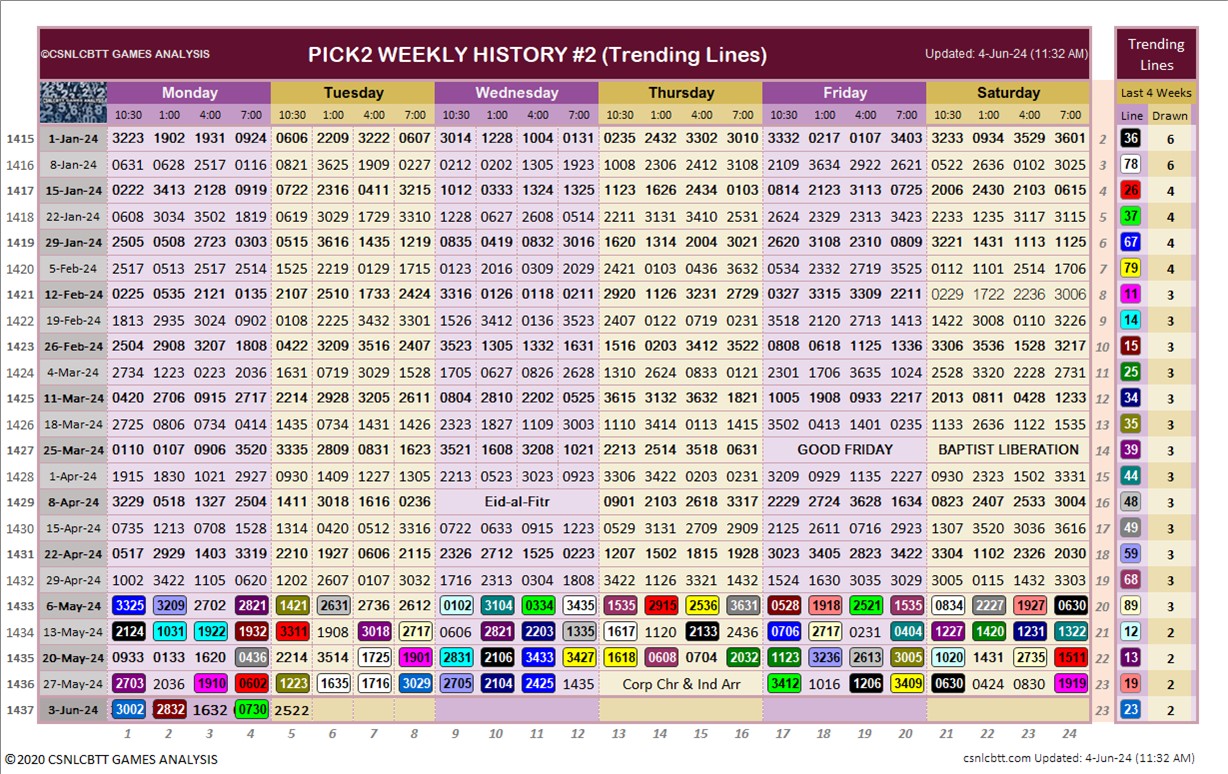 ©CSNLCBTT GAMES ANALYSIS PICK2 WEEKLY HISTORY #2 (Trending Lines) Updated: 4-Jun-24 (11:32 AM) Trending
Lines
Monday Tuesday Wednesday Thursday Friday Saturday Last 4 Weeks
10:30 1:00 4:00 7:00 10:30 1:00 4:00 7:00 10:30 1:00 4:00 7:00 10:30 1:00 4:00 7:00 10:30 1:00 4:00 7:00 10:30 1:00 4:00 7:00 Line Drawn
1415 1-Jan-24 3223 1902 1931 0924 0606 2209 3222 0607 3014 1228 1004 0131 0235 2432 3302 3010 3332 0217 0107 3403 3233 0934 3529 3601 2 36 6
1416 8-Jan-24 0631 0628 2517 0116 0821 3625 1909 0227 0212 0202 1305 1923 1008 2306 2412 3108 2109 3634 2922 2621 0522 2636 0102 3025 3 78 6
1417 15-Jan-24 0222 3413 2128 0919 0722 2316 0411 3215 1012 0333 1324 1325 1123 1626 2434 0103 0814 2123 3113 0725 2006 2430 2103 0615 4 26 4
1418 22-Jan-24 0608 3034 3502 1819 0619 3029 1729 3310 1228 0627 2608 0514 2211 3131 3410 2531 2624 2329 2313 3423 2233 1235 3117 3115 5 37 4
1419 29-Jan-24 2505 0508 2723 0303 0515 3616 1435 1219 0835 0419 0832 3016 1620 1314 2004 3021 2620 3108 2310 0809 3221 1431 1113 1125 6 67 4
1420 5-Feb-24 2517 0513 2517 2514 1525 2219 0129 1715 0123 2016 0309 2029 2421 0103 0436 3632 0534 2332 2719 3525 0112 1101 2514 1706 7 79 4
1421 12-Feb-24 0225 0535 2121 0135 2107 2510 1733 2424 3316 0126 0118 0211 2920 1126 3231 2729 0327 3315 3309 2211 0229 1722 2236 3006 8 11 3
1422 19-Feb-24 1813 2935 3024 0902 0108 2225 3432 3301 1526 3412 0136 3523 2407 0122 0719 0231 3518 2120 2713 1413 1422 3008 0110 3226 9 14 3
1423 26-Feb-24 2504 2908 3207 1808 0422 3209 3516 2407 3523 1305 1332 1631 1516 0203 3412 3522 0808 0618 1125 1336 3306 3536 1528 3217 10 15 3
1424 4-Mar-24 2734 1223 0223 2036 1631 0719 3029 1528 1705 0627 0826 2628 1310 2624 0833 0121 2301 1706 3635 1024 2528 3320 2228 2731 11 25 3
1425 11-Mar-24 0420 2706 0915 2717 2214 2928 3205 2611 0804 2810 2202 0525 3615 3132 3632 1821 1005 1908 0933 2217 2013 0811 0428 1233 12 34 3
1426 18-Mar-24 2725 0806 0734 0414 1435 0734 1431 1426 2323 1827 1109 3003 1110 3414 0113 1415 3502 0413 1401 0235 1133 2636 1122 1535 13 35 3
1427 25-Mar-24 0110 0107 0906 3520 3335 2809 0831 1623 3521 1608 3208 1021 2213 2514 3518 0631 GOOD FRIDAY BAPTIST LIBERATION 14 39 3
1428 1-Apr-24 1915 1830 1021 2927 0930 1409 1227 1305 2213 0523 3023 0923 3306 3422 0203 0231 3209 0929 1135 2227 0930 2323 1502 3331 15 44 3
1429 8-Apr-24 3229 0518 1327 2504 1411 3018 1616 0236 Eid-al-Fitr 0901 2103 2618 3317 2229 2724 3628 1634 0823 2407 2533 3004 16 48 3
1430 15-Apr-24 0735 1213 0708 1528 1314 0420 0512 3316 0722 0633 0915 1223 0529 3131 2709 2909 2125 2611 0716 2923 1307 3520 3036 3616 17 49 3
1431 22-Apr-24 0517 2929 1403 3319 2210 1927 0606 2115 2326 2712 1525 0223 1207 1502 1815 1928 3023 3405 2823 3422 3304 1102 2326 2030 18 59 3
1432 29-Apr-24 1002 3422 1105 0620 1202 2607 0107 3032 1716 2313 0304 1808 3422 1126 3321 1432 1524 1630 3035 3029 3005 0115 1432 3303 19 68 3
1433 6-May-24 3325 3209 2702 2821 1421 2631 2736 2612 0102 3104 0334 3435 1535 2915 2536 3631 0528 1918 2521 1535 0834 2227 1927 0630 20 89 3
1434 13-May-24 2124 1031 1922 1932 3311 1908 3018 2717 0606 2821 2203 1335 1617 1120 2133 2436 0706 2717 0231 0404 1227 1420 1231 1322 21 12 2
1435 20-May-24 0933 0133 1620 0436 2214 3514 1725 1901 2831 2106 3433 3427 1618 0608 0704 2032 1123 3236 2613 3005 1020 1431 2735 1511 22 13 2
1436 27-May-24 2703 2036 1910 0602 1223 1635 1716 3029 2705 2104 2425 1435 Corp Chr & Ind Arr 3412 1016 1206 3409 0630 0424 0830 1919 23 19 2
1437 3-Jun-24 3002 2832 1632 0730 2522 23 23 2
1 2 3 4 5 6 7 8 9 10 11 12 13 14 15 16 17 18 19 20 21 22 23 24
©2020 CSNLCBTT GAMES ANALYSIS csnlcbtt.com Updated: 4-Jun-24 (11:32 AM)